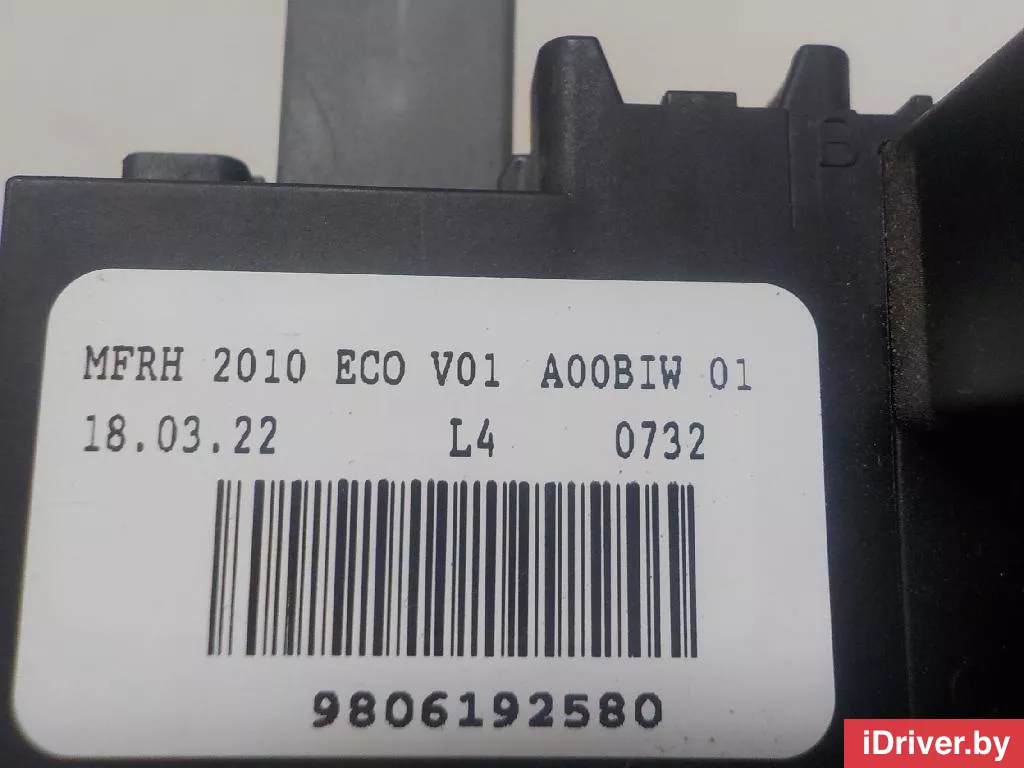 B
MFRH 2010 ECO V01 A00BIW 01
18.03.22 L4 0732
9806192580
iDriver.by